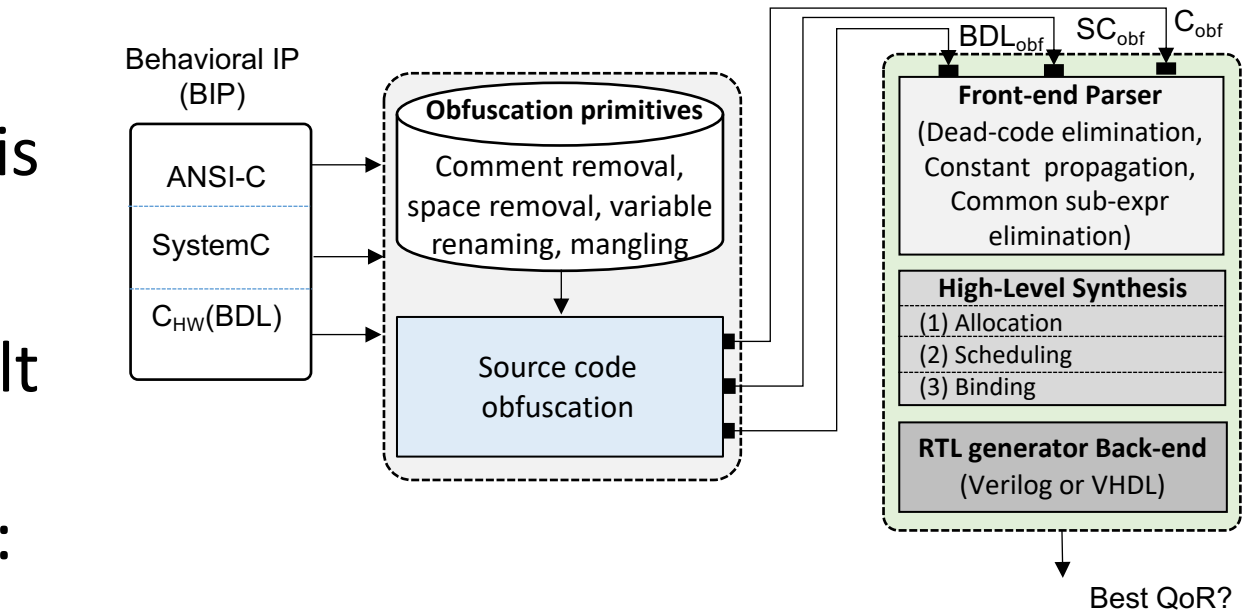 is
lt
:
Behavioral IP
(BIP)
ANSI-C
SystemC
C_HW(BDL)
Obfuscation primitives
Comment removal,
space removal, variable
renaming, mangling
Source code
obfuscation
BDL_obf
SC_obf
C_obf
Front-end Parser
(Dead-code elimination,
Constant propagation,
Common sub-expr
elimination)
High-Level Synthesis
(1) Allocation
(2) Scheduling
(3) Binding
RTL generator Back-end
(Verilog or VHDL)
Best QoR?